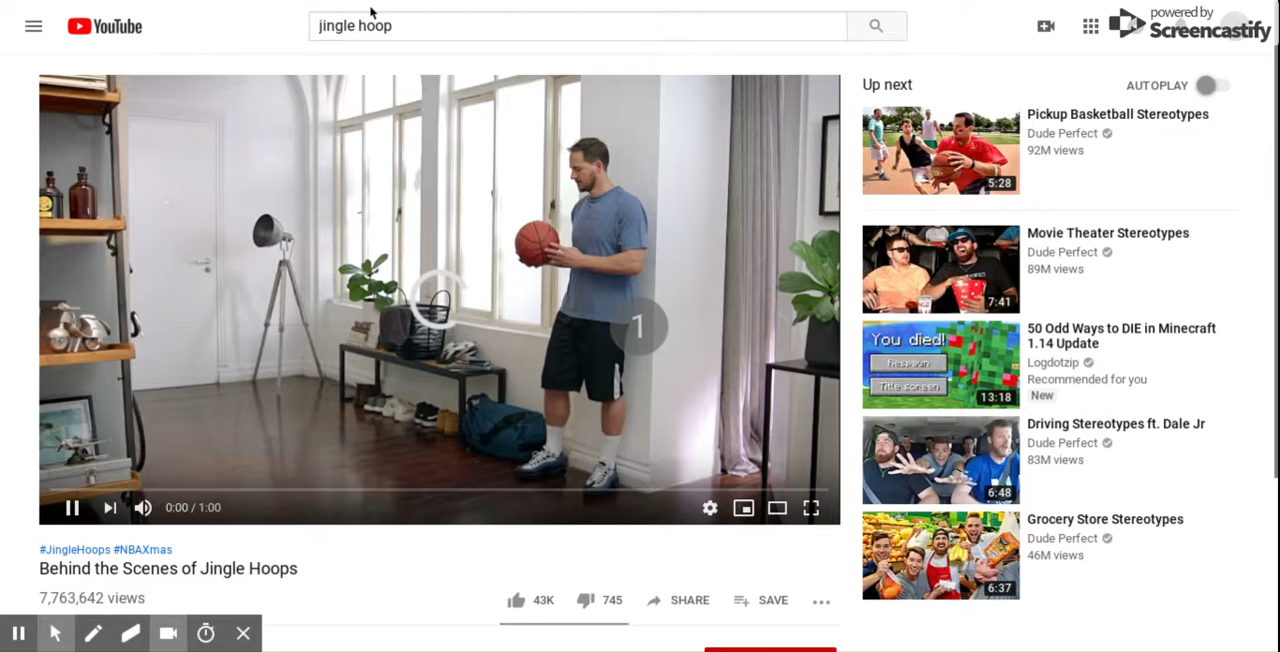 YouTube
jingle hoop
powered by
Screencastify
Up next
AUTOPLAY
Pickup Basketball Stereotypes
Dude Perfect
92M views
5:28
Movie Theater Stereotypes
Dude Perfect
89M views
7:41
50 Odd Ways to DIE in Minecraft
1.14 Update
Logdotzip
Recommended for you
New
You died!
Respawn
Title screen
13:18
Driving Stereotypes ft. Dale Jr
Dude Perfect
83M views
6:48
Grocery Store Stereotypes
Dude Perfect
46M views
6:37
1
0:00 / 1:00
#JingleHoops #NBAXmas
Behind the Scenes of Jingle Hoops
7,763,642 views
43K
745
SHARE
SAVE